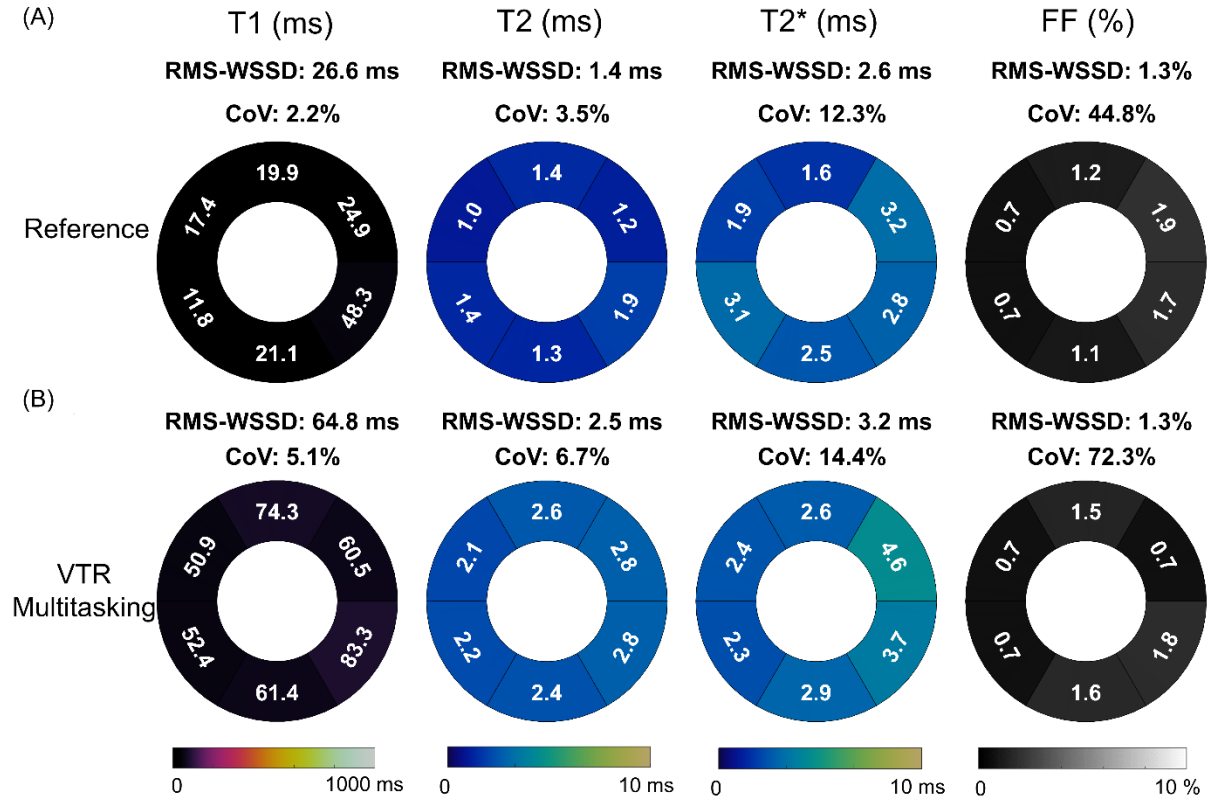 (A)
T1 (ms) T2 (ms) T2* (ms) FF (%)
RMS-WSSD: 26.6 ms RMS-WSSD: 1.4 ms RMS-WSSD: 2.6 ms RMS-WSSD: 1.3%
CoV: 2.2% CoV: 3.5% CoV: 12.3% CoV: 44.8%
Reference
19.9
17.4 24.9
11.8 48.3
21.1
1.4
1.0 1.2
1.4 1.9
1.3
1.6
1.9 3.2
3.1 2.8
2.5
1.2
0.7 1.9
0.7 1.7
1.1
(B)
RMS-WSSD: 64.8 ms RMS-WSSD: 2.5 ms RMS-WSSD: 3.2 ms RMS-WSSD: 1.3%
CoV: 5.1% CoV: 6.7% CoV: 14.4% CoV: 72.3%
VTR
Multitasking
74.3
50.9 60.5
52.4 83.3
61.4
2.6
2.1 2.8
2.2 2.8
2.4
2.6
2.4 4.6
2.3 3.7
2.9
1.5
0.7 0.7
0.7 1.8
1.6
0 1000 ms 0 10 ms 0 10 ms 0 10 %